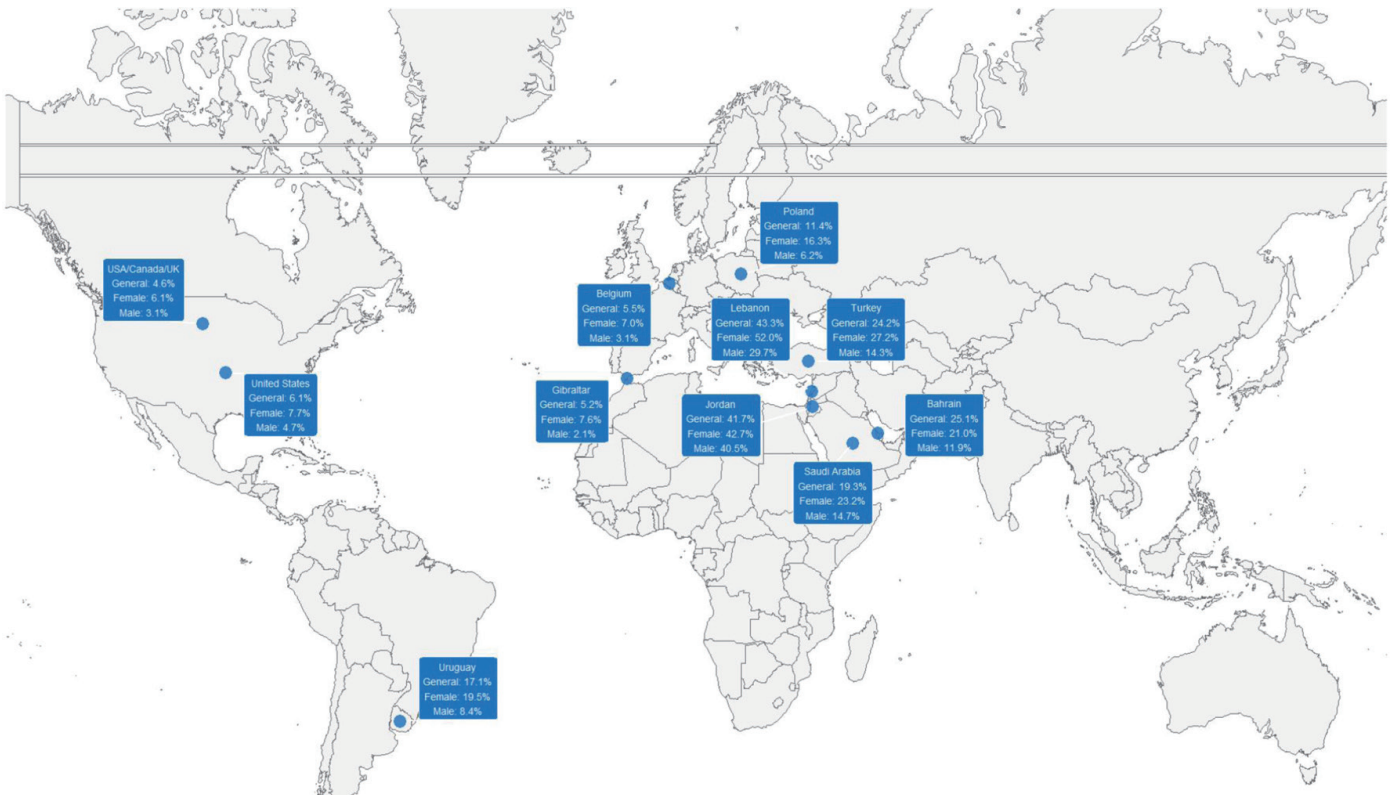 Poland
General: 11.4%
Female: 16.3%
Male: 6.2%
USA/Canada/UK
General: 4.6%
Female: 6.1%
Male: 3.1%
Belgium
General: 5.5%
Female: 7.0%
Male: 3.1%
Lebanon
General: 43.3%
Female: 52.0%
Male: 29.7%
Turkey
General: 24.2%
Female: 27.2%
Male: 14.3%
United States
General: 6.1%
Female: 7.7%
Male: 4.7%
Gibraltar
General: 5.2%
Female: 7.6%
Male: 2.1%
Jordan
General: 41.7%
Female: 42.7%
Male: 40.5%
Bahrain
General: 25.1%
Female: 21.0%
Male: 11.9%
Saudi Arabia
General: 19.3%
Female: 23.2%
Male: 14.7%
Uruguay
General: 17.1%
Female: 19.5%
Male: 8.4%